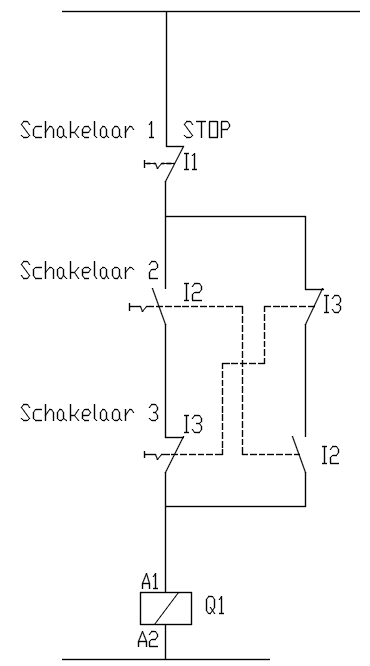 Schakelaar 1 STOP
I1
Schakelaar 2
I2
I3
Schakelaar 3
I3
I2
A1
Q1
A2